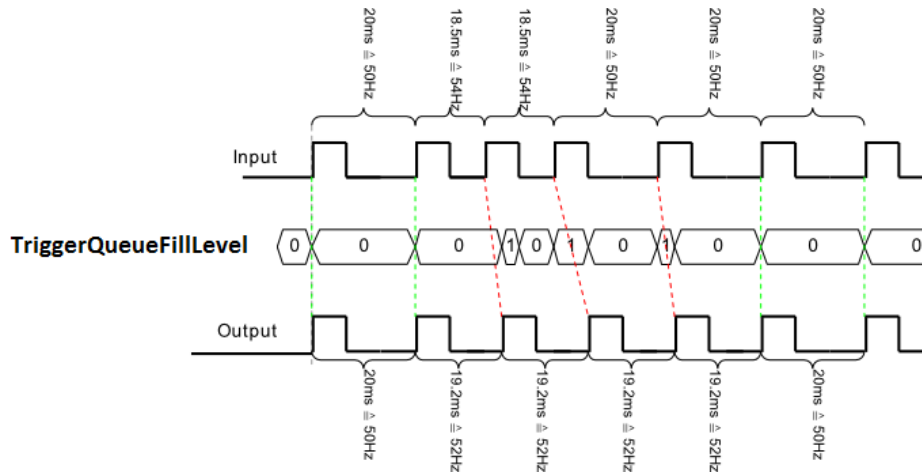 20ms ≙ 50Hz
18.5ms ≙ 54Hz
18.5ms ≙ 54Hz
20ms ≙ 50Hz
20ms ≙ 50Hz
20ms ≙ 50Hz
Input
TriggerQueueFillLevel
0 0 0 1 0 1 0 1 0 0 0
Output
20ms ≙ 50Hz
19.2ms ≙ 52Hz
19.2ms ≙ 52Hz
19.2ms ≙ 52Hz
19.2ms ≙ 52Hz
20ms ≙ 50Hz